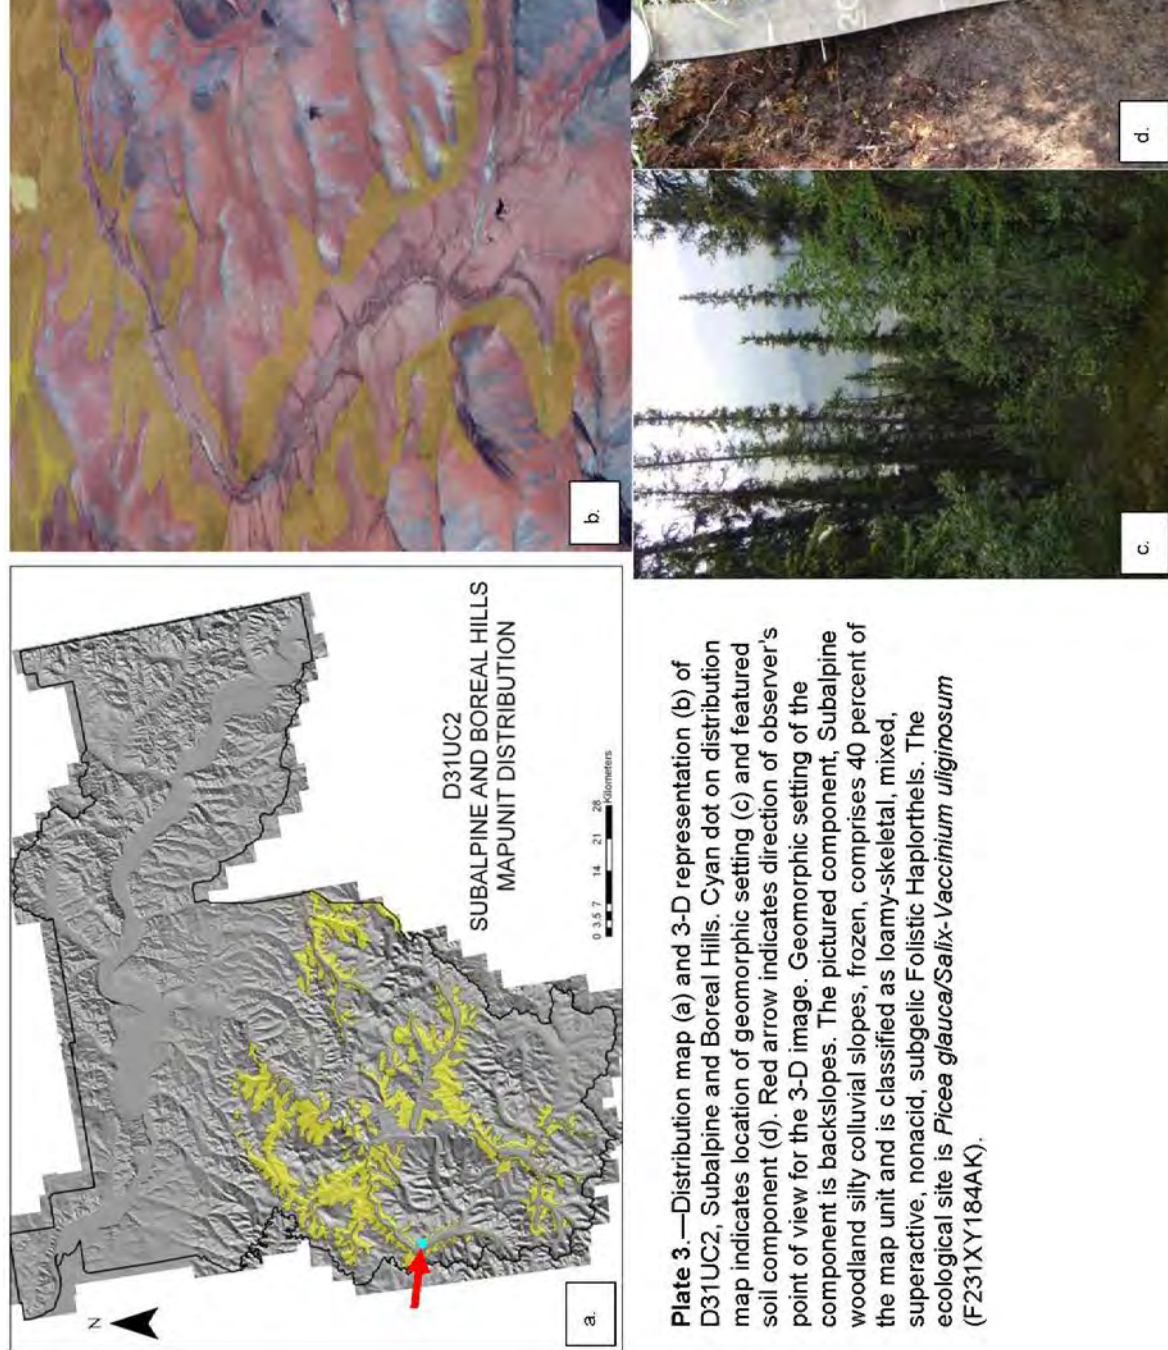 N
D31UC2
SUBALPINE AND BOREAL HILLS
MAPUNIT DISTRIBUTION
0 3.5 7 14 21 28
Kilometers
a.
b.
20
c.
d.
Plate 3.—Distribution map (a) and 3-D representation (b) of
D31UC2, Subalpine and Boreal Hills. Cyan dot on distribution
map indicates location of geomorphic setting (c) and featured
soil component (d). Red arrow indicates direction of observer's
point of view for the 3-D image. Geomorphic setting of the
component is backslopes. The pictured component, Subalpine
woodland silty colluvial slopes, frozen, comprises 40 percent of
the map unit and is classified as loamy-skeletal, mixed,
superactive, nonacid, subgelic Folistic Haplorthels. The
ecological site is Picea glauca/Salix-Vaccinium uliginosum
(F231XY184AK).